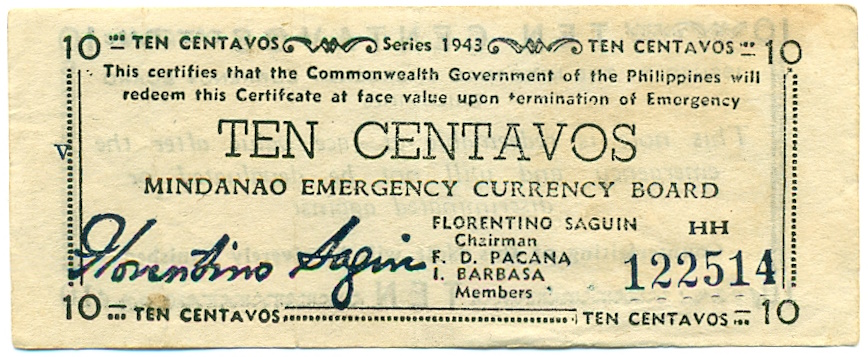 10 TEN CENTAVOS Series 1943 TEN CENTAVOS 10
This certifies that the Commonwealth Government of the Philippines will
redeem this Certifcate at face value upon termination of Emergency
TEN CENTAVOS
V
MINDANAO EMERGENCY CURRENCY BOARD
Florentino Saguin
FLORENTINO SAGUIN HH
Chairman
F. D. PACANA
I. BARBASA
Members
122514
10 TEN CENTAVOS TEN CENTAVOS 10